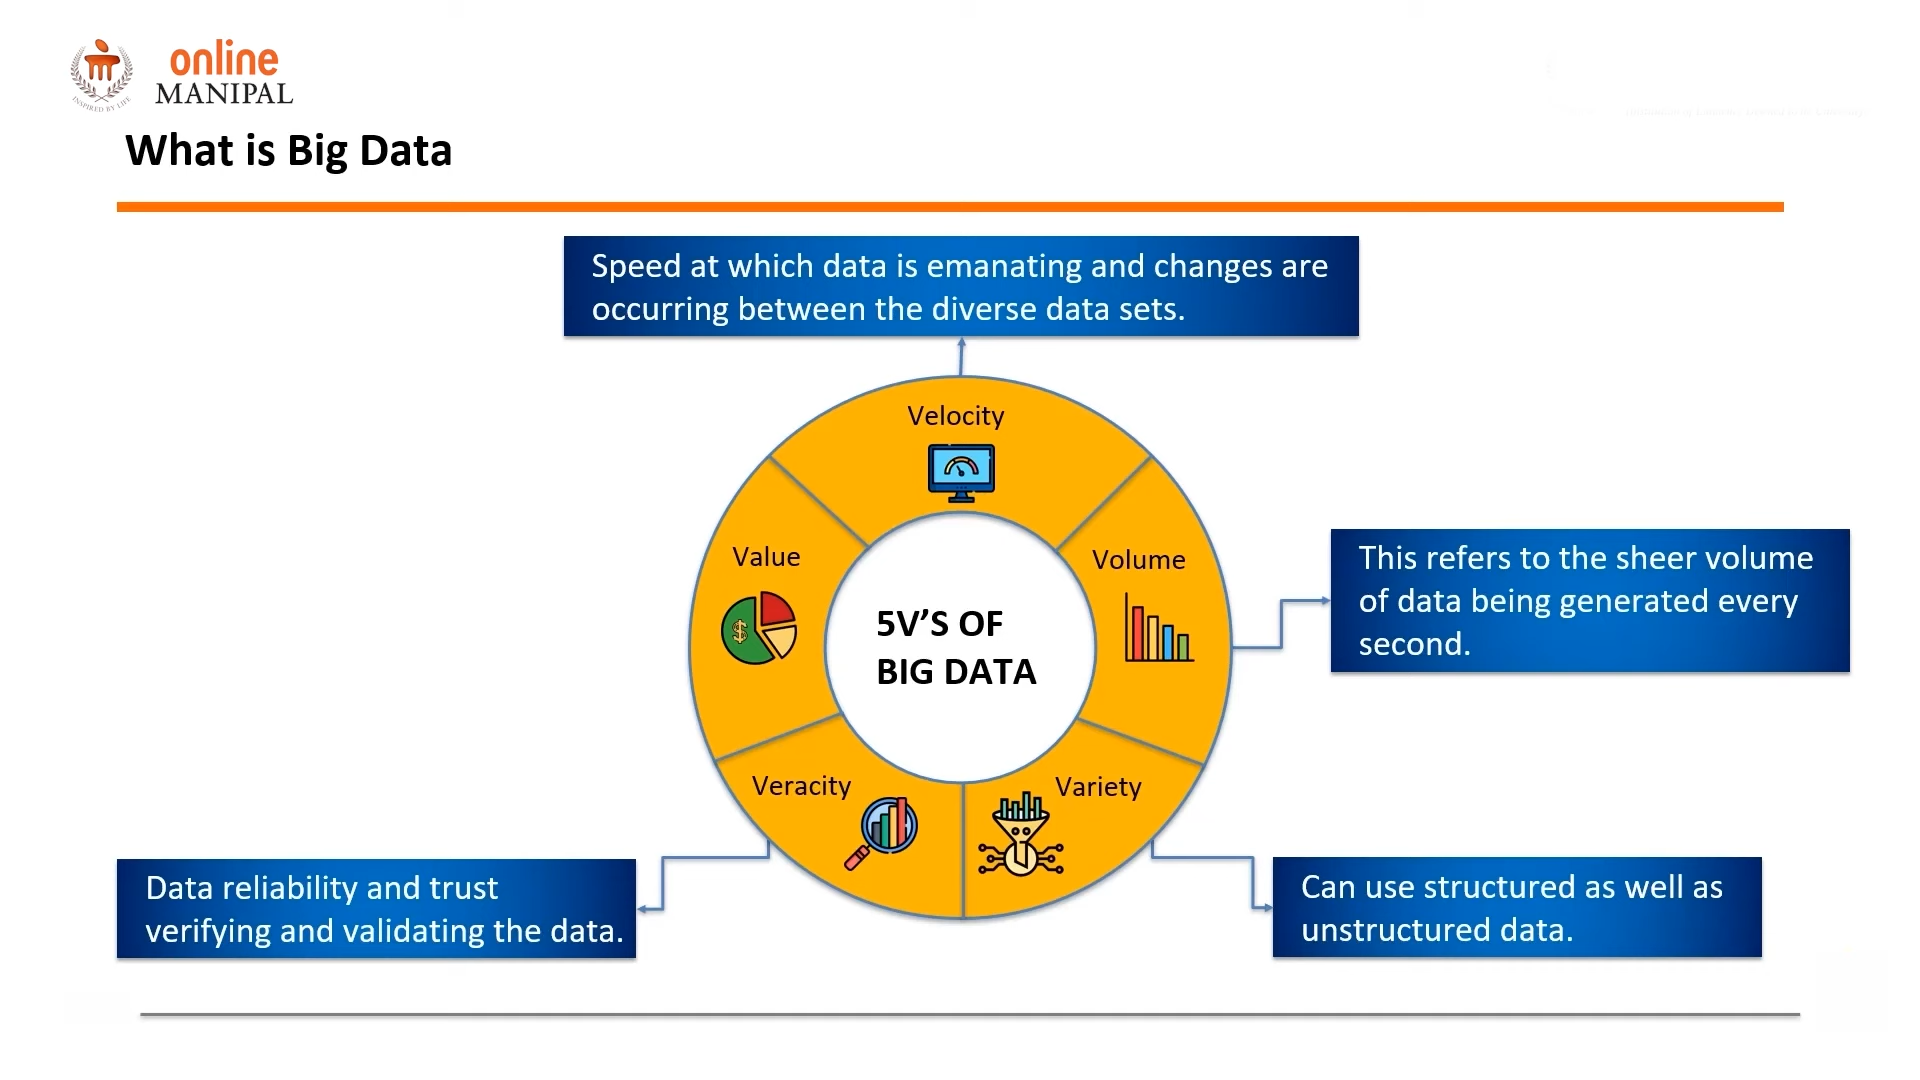 online
MANIPAL
INSPIRED BY LIFE
What is Big Data
Speed at which data is emanating and changes are
occurring between the diverse data sets.
Velocity
Value
Volume
5V’S OF
BIG DATA
This refers to the sheer volume
of data being generated every
second.
Veracity
Variety
Data reliability and trust
verifying and validating the data.
Can use structured as well as
unstructured data.